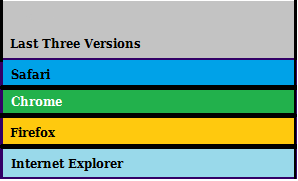 Last Three Versions
Safari
Chrome
Firefox
Internet Explorer